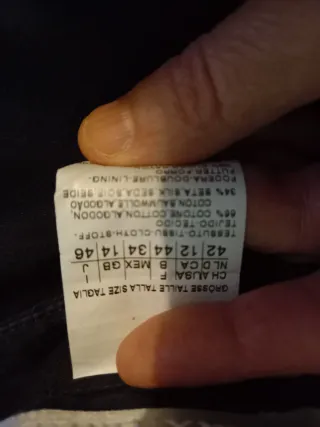 GRÖSSE TAILLE TALLA SIZE TAGLIA
CH A USA F I
NL D CA B MEX GB J
42 12 44 34 14 46
TESSUTO-TISSU-CLOTH-STOFF-
TEJIDO-TECIDO
66% COTONE,COTTON,ALGODON,
COTON,BAUMWOLLE,ALGODÃO
34% SETA,SILK,SEDA,SOIE,SEIDE
FODERA-DOUBLURE-LINING-
FUTTER-FORRO